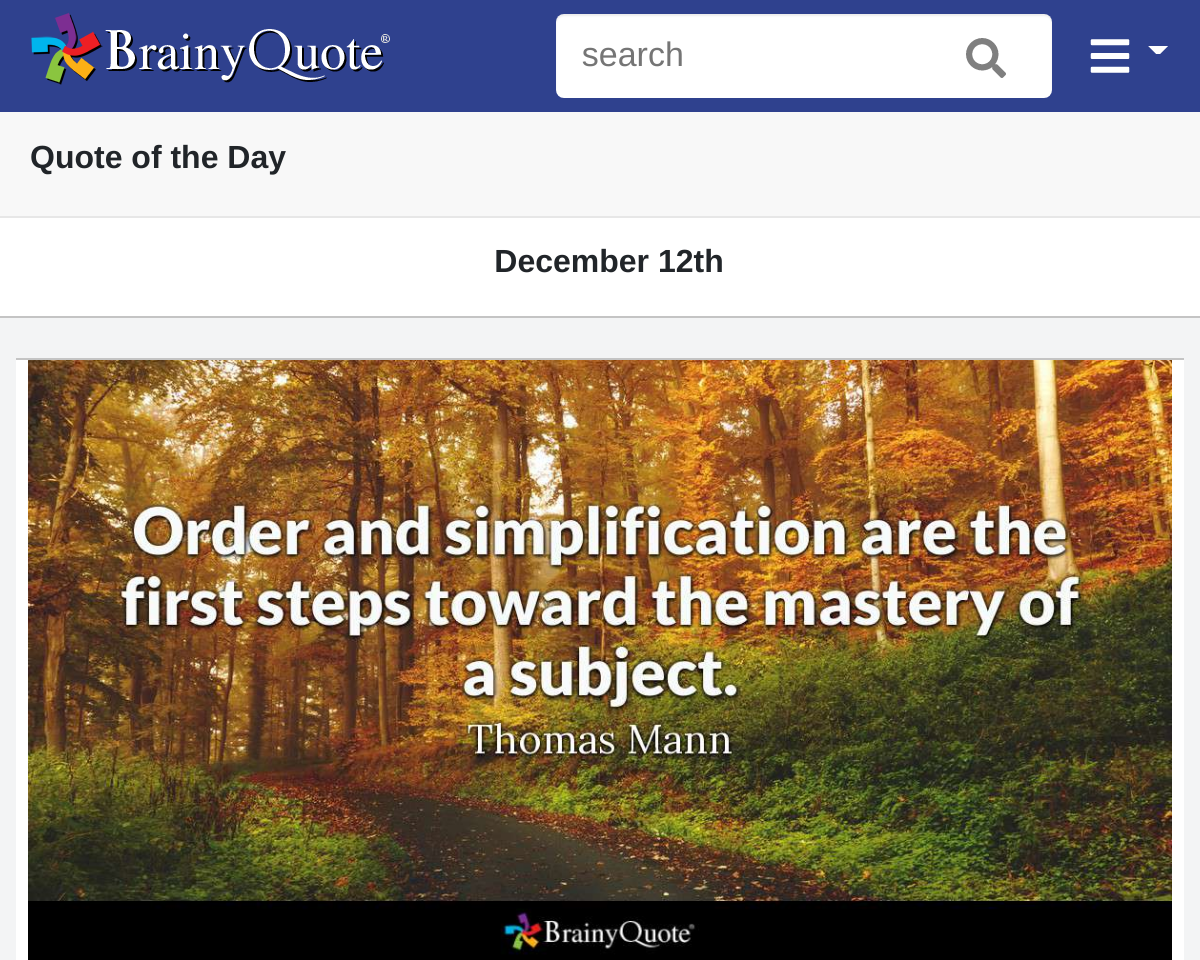 BrainyQuote®
search
Quote of the Day
December 12th
Order and simplification are the
first steps toward the mastery of
a subject.
Thomas Mann
BrainyQuote®